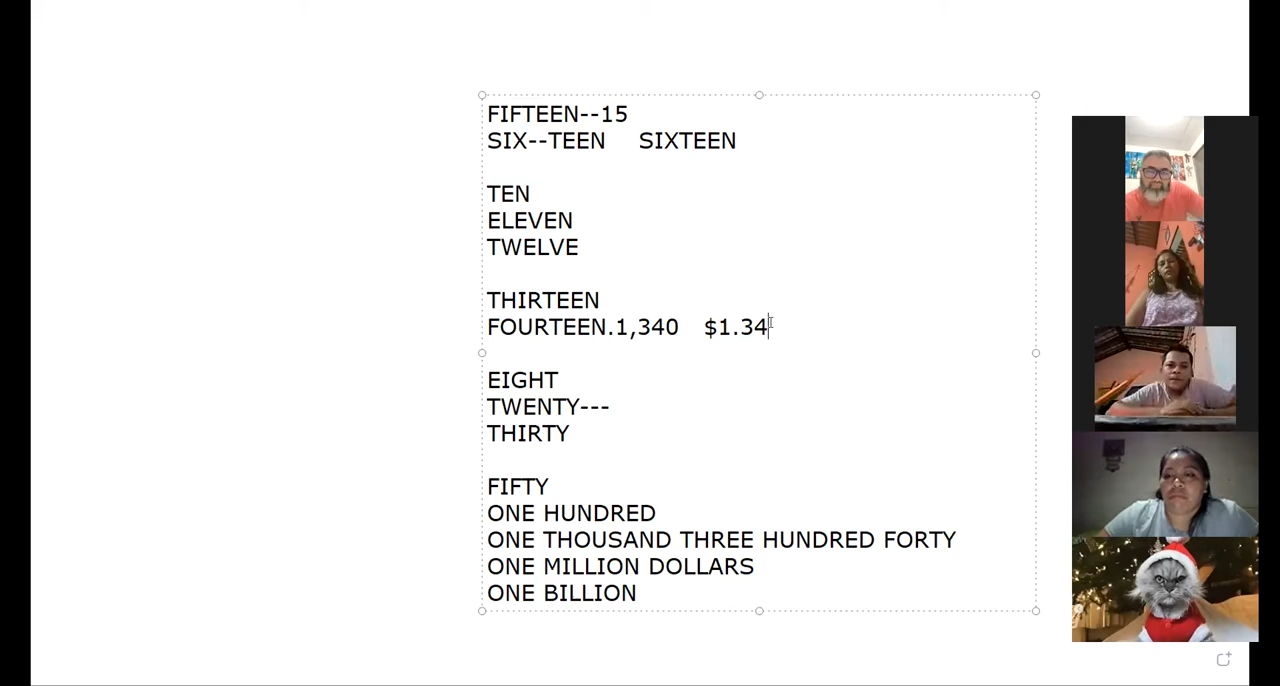 FIFTEEN--15
SIX--TEEN SIXTEEN
TEN
ELEVEN
TWELVE
THIRTEEN
FOURTEEN.1,340 $1.34
EIGHT
TWENTY---
THIRTY
FIFTY
ONE HUNDRED
ONE THOUSAND THREE HUNDRED FORTY
ONE MILLION DOLLARS
ONE BILLION